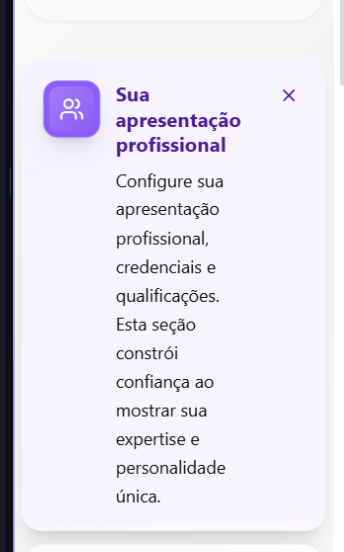 Sua
apresentação
profissional
Configure sua
apresentação
profissional,
credenciais e
qualificações.
Esta seção
constrói
confiança ao
mostrar sua
expertise e
personalidade
única.